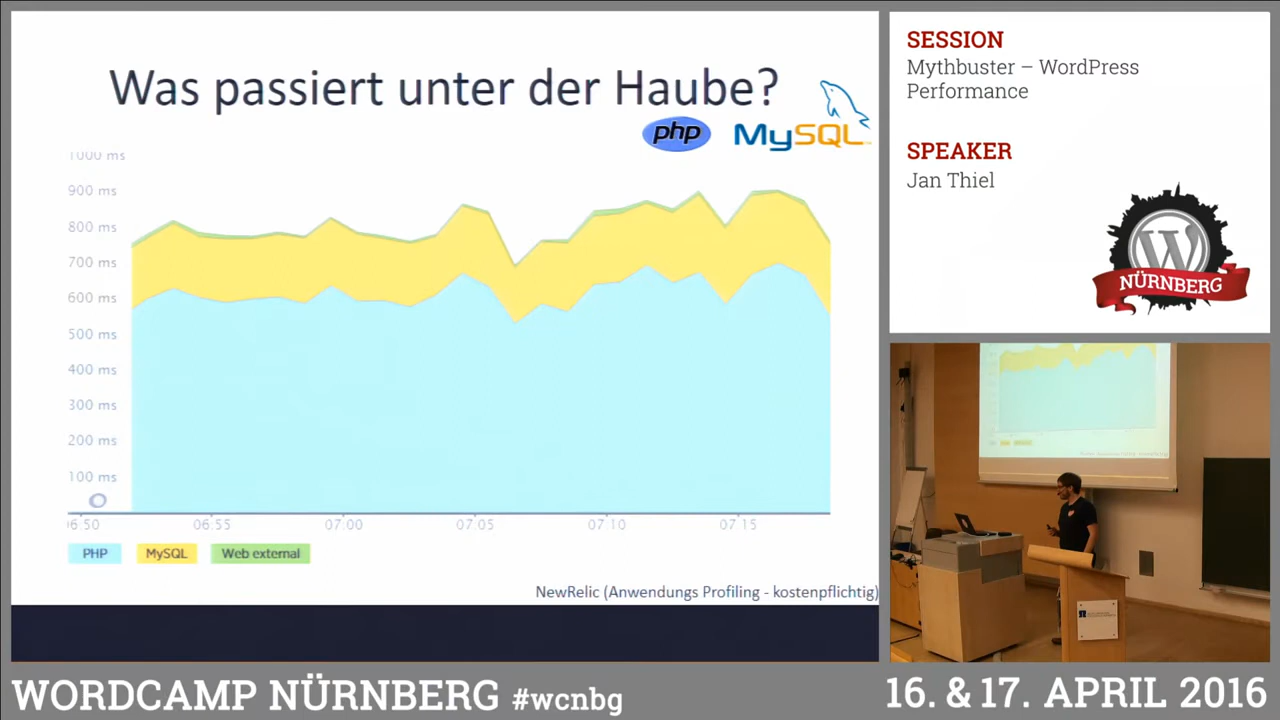 Was passiert unter der Haube?
php
MySQL
1000 ms
900 ms
800 ms
700 ms
600 ms
500 ms
400 ms
300 ms
200 ms
100 ms
06:55
07:00
07:05
07:10
07:15
PHP
MySQL
Web external
NewRelic (Anwendungs Profiling - kostenpflichtig)
SESSION
Mythbuster – WordPress
Performance
SPEAKER
Jan Thiel
W
NÜRNBERG
WORDCAMP NÜRNBERG #wcnbg
16. & 17. APRIL 2016